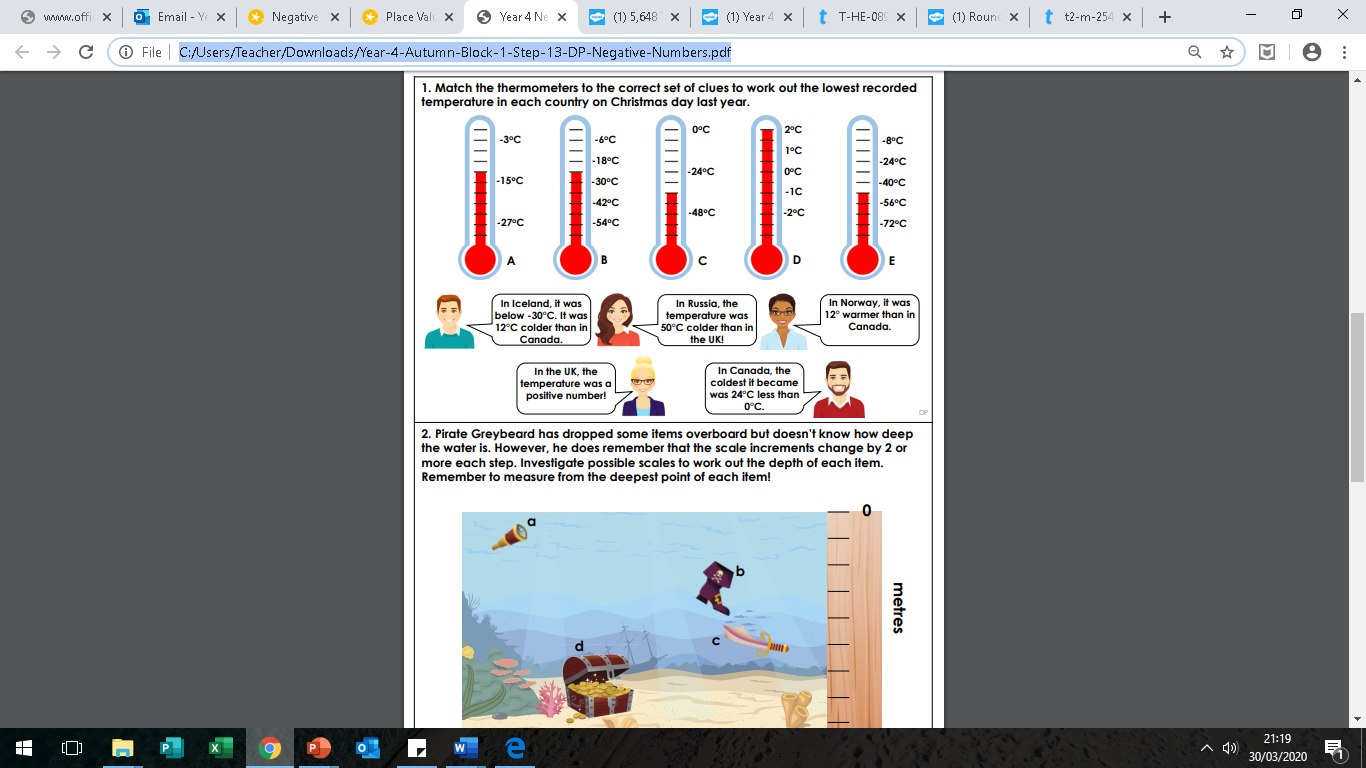 www.offi
Email - Y
Negative
Place Val
Year 4 Ne
(1) 5,648
(1) Year 4
T-HE-089
(1) Roun
t2-m-254
File
C:/Users/Teacher/Downloads/Year-4-Autumn-Block-1-Step-13-DP-Negative-Numbers.pdf
1. Match the thermometers to the correct set of clues to work out the lowest recorded
temperature in each country on Christmas day last year.
-3°C
-15°C
-27°C
A
-6°C
-18°C
-30°C
-42°C
-54°C
B
0°C
-24°C
-48°C
C
2°C
1°C
0°C
-1C
-2°C
D
-8°C
-24°C
-40°C
-56°C
-72°C
E
In Iceland, it was
below -30°C. It was
12°C colder than in
Canada.
In Russia, the
temperature was
50°C colder than in
the UK!
In Norway, it was
12° warmer than in
Canada.
In the UK, the
temperature was a
positive number!
In Canada, the
coldest it became
was 24°C less than
0°C.
DP
2. Pirate Greybeard has dropped some items overboard but doesn't know how deep
the water is. However, he does remember that the scale increments change by 2 or
more each step. Investigate possible scales to work out the depth of each item.
Remember to measure from the deepest point of each item!
0
a
b
c
d
metres
21:19
30/03/2020
1